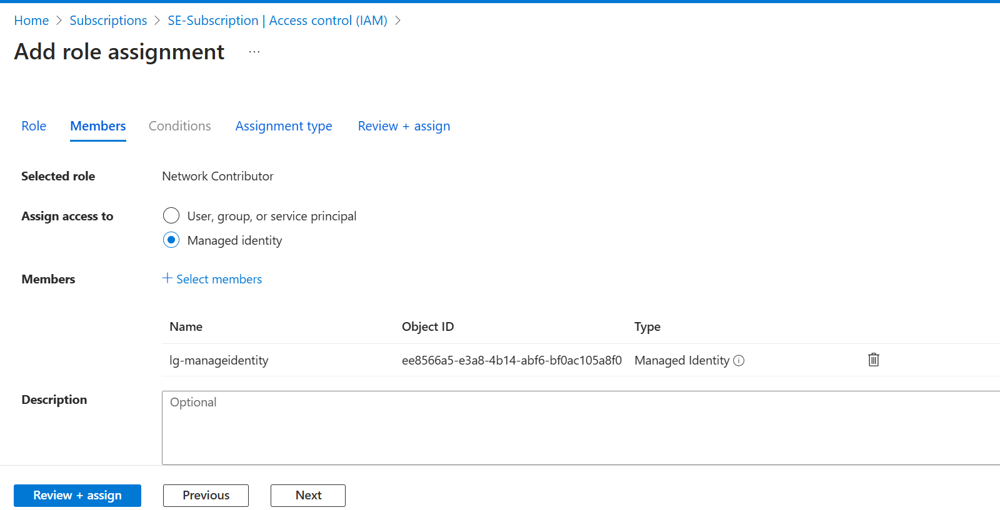 Home > Subscriptions > SE-Subscription | Access control (IAM) >
Add role assignment ...
Role Members Conditions Assignment type Review + assign
Selected role Network Contributor
Assign access to User, group, or service principal
Managed identity
Members + Select members
Name Object ID Type
lg-manageidentity ee8566a5-e3a8-4b14-abf6-bf0ac105a8f0 Managed Identity
Description Optional
Review + assign Previous Next